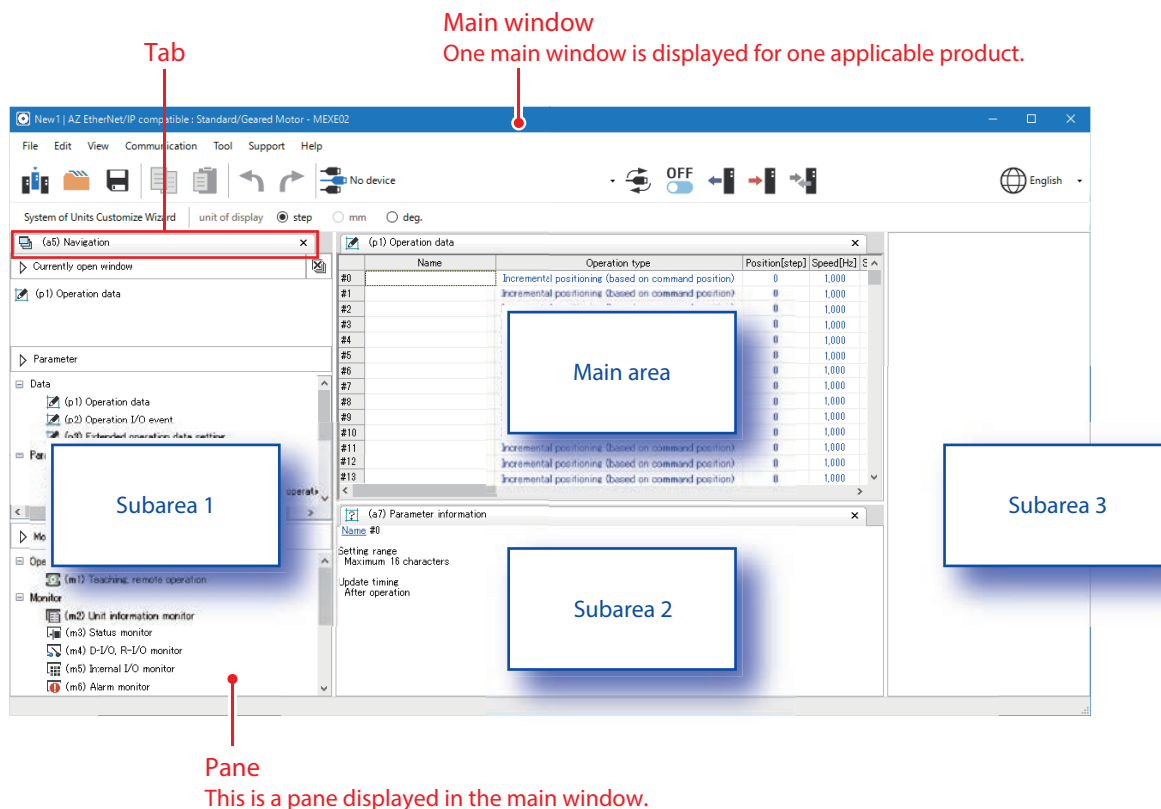 Main window
Tab
One main window is displayed for one applicable product.
New1 | AZ EtherNet/IP compatible : Standard/Geared Motor - MEXE02
File Edit View Communication Tool Support Help
No device
OFF
English
System of Units Customize Wizard unit of display step mm deg.
(a5) Navigation
(p1) Operation data
Currently open window
(p1) Operation data
Parameter
Data
(p1) Operation data
(p2) Operation I/O event
(p3) Extended operation data setting
Name Operation type Position[step] Speed[Hz] S
#0 Incremental positioning (based on command position) 0 1,000
#1 Incremental positioning (based on command position) 0 1,000
#2 0 1,000
#3 0 1,000
#4 0 1,000
#5 0 1,000
#6 0 1,000
#7 0 1,000
#8 0 1,000
#9 0 1,000
#10 0 1,000
#11 Incremental positioning (based on command position) 0 1,000
#12 Incremental positioning (based on command position) 0 1,000
#13 Incremental positioning (based on command position) 0 1,000
Main area
Subarea 1
Subarea 3
(a7) Parameter information
Name #0
Setting range
Maximum 16 characters
Update timing
After operation
Subarea 2
(m1) Teaching, remote operation
Monitor
(m2) Unit information monitor
(m3) Status monitor
(m4) D-I/O, R-I/O monitor
(m5) Internal I/O monitor
(m6) Alarm monitor
Pane
This is a pane displayed in the main window.